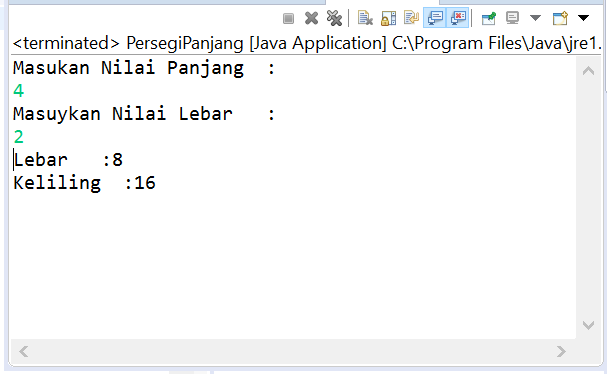 <terminated> PersegiPanjang [Java Application] C:\Program Files\Java\jre1.
Masukan Nilai Panjang  :
4
Masuykan Nilai Lebar   :
2
Lebar   :8
Keliling  :16